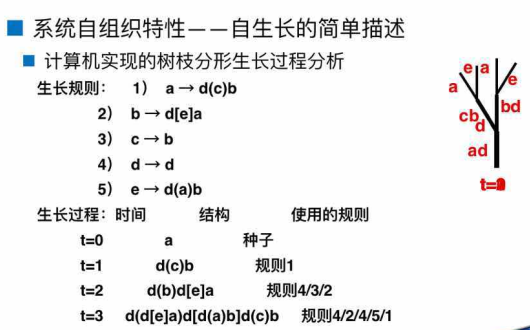 系统自组织特性——自生长的简单描述
计算机实现的树枝分形生长过程分析
生长规则： 1） a → d(c)b
2） b → d[e]a
3） c → b
4） d → d
5） e → d(a)b
生长过程：时间 结构 使用的规则
t=0 a 种子
t=1 d(c)b 规则1
t=2 d(b)d[e]a 规则4/3/2
t=3 d(d[e]a)d[d(a)b]d(c)b 规则4/2/4/5/1
e a
a e
cb bd
d
ad
t=